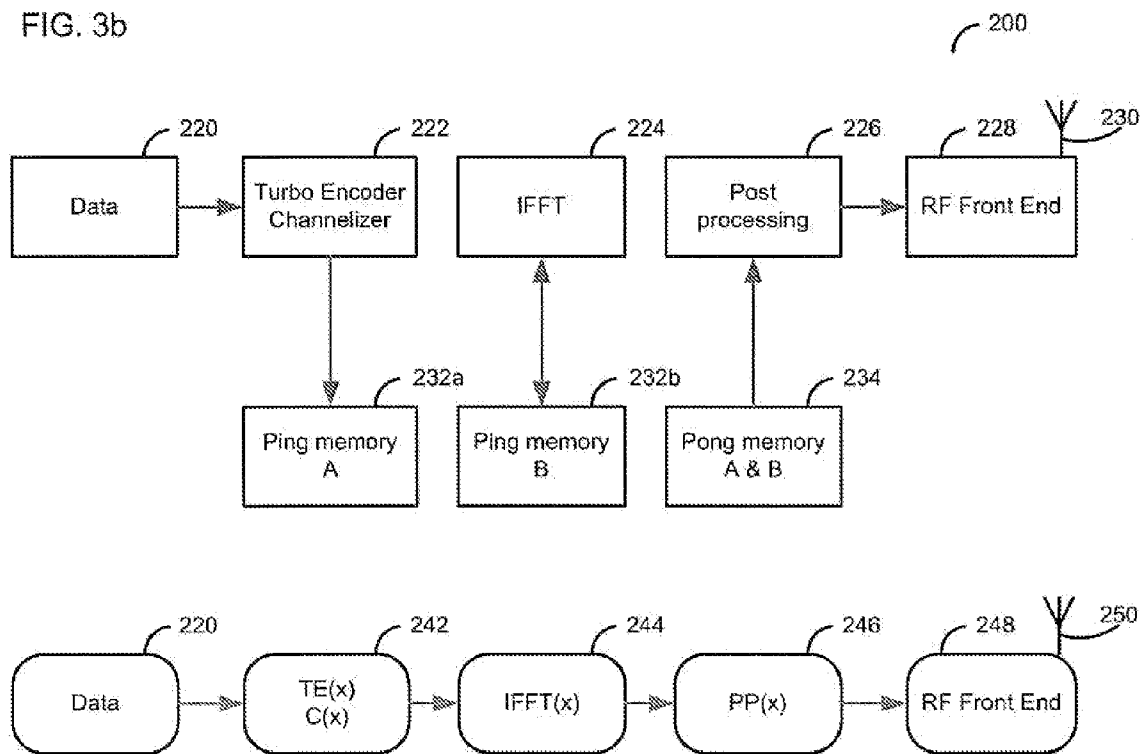 FIG. 3b
200
220
222
224
226
228
230
Data
Turbo Encoder
Channelizer
IFFT
Post
processing
RF Front End
232a
232b
234
Ping memory
A
Ping memory
B
Pong memory
A & B
220
242
244
246
248
250
Data
TE(x)
C(x)
IFFT(x)
PP(x)
RF Front End